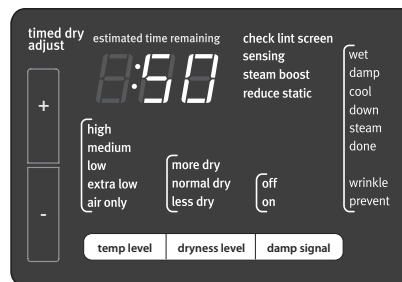 timed dry
adjust
estimated time remaining
:50
+
-
check lint screen
sensing
steam boost
reduce static
wet
damp
cool
down
steam
done
wrinkle
prevent
high
medium
low
extra low
air only
more dry
normal dry
less dry
off
on
temp level
dryness level
damp signal